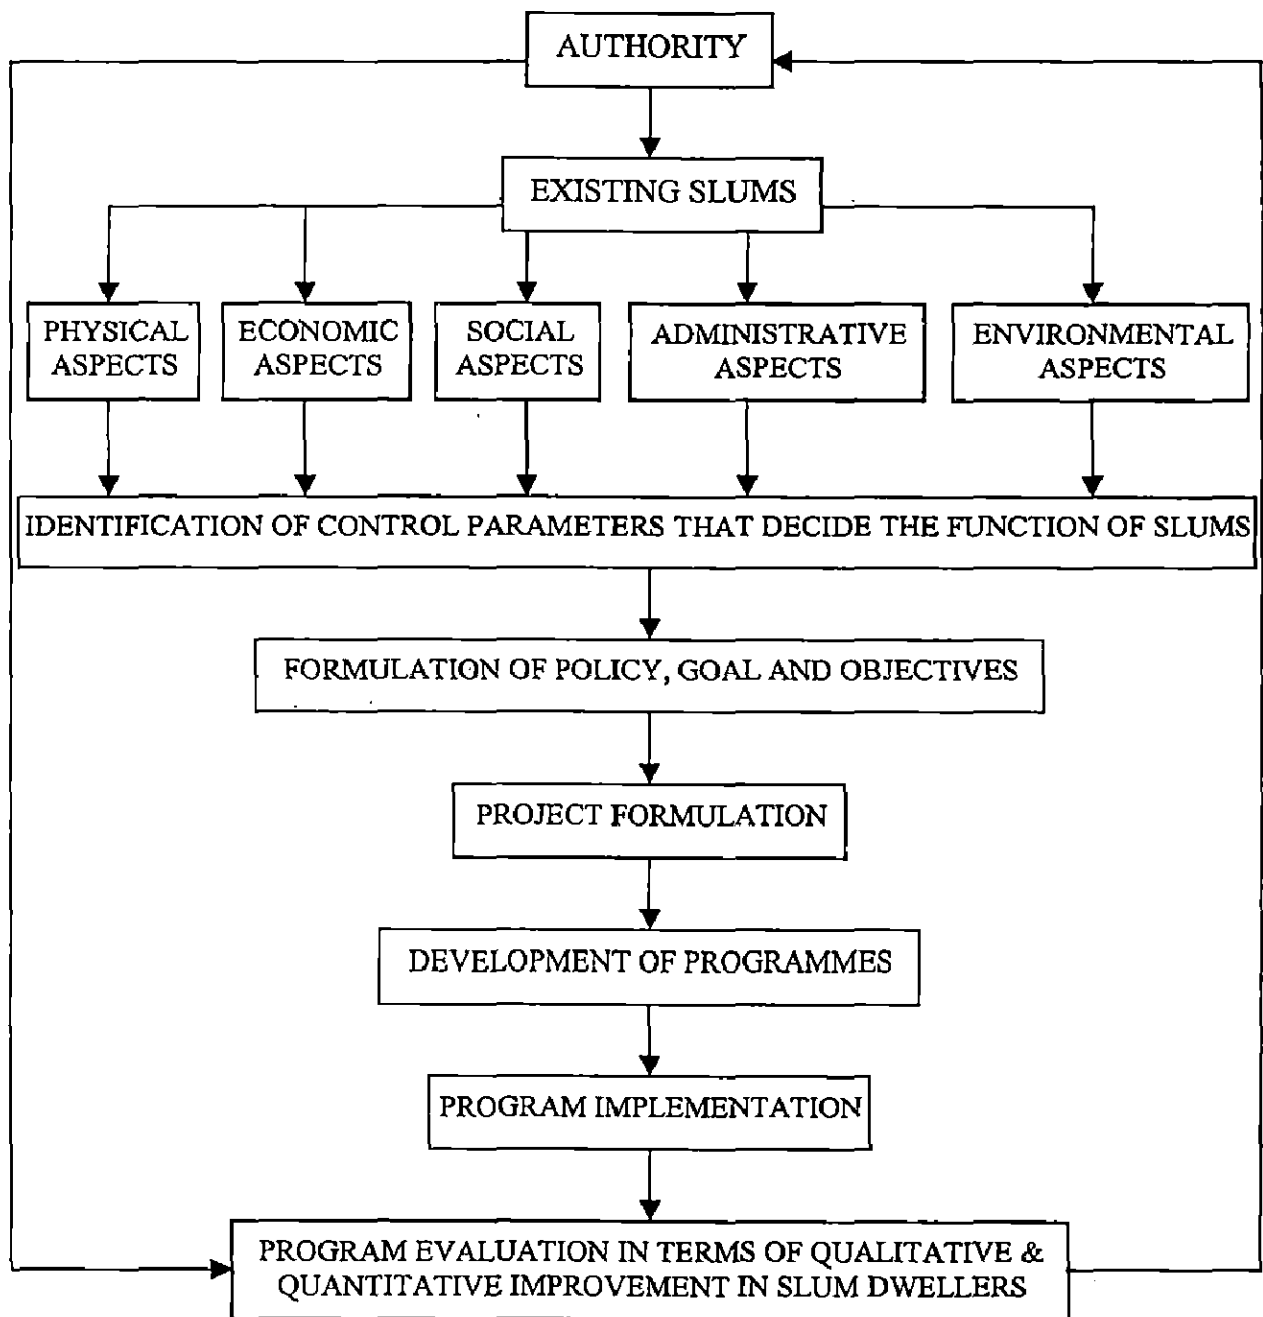 AUTHORITY
EXISTING SLUMS
PHYSICAL
ASPECTS
ECONOMIC
ASPECTS
SOCIAL
ASPECTS
ADMINISTRATIVE
ASPECTS
ENVIRONMENTAL
ASPECTS
IDENTIFICATION OF CONTROL PARAMETERS THAT DECIDE THE FUNCTION OF SLUMS
FORMULATION OF POLICY, GOAL AND OBJECTIVES
PROJECT FORMULATION
DEVELOPMENT OF PROGRAMMES
PROGRAM IMPLEMENTATION
PROGRAM EVALUATION IN TERMS OF QUALITATIVE &
QUANTITATIVE IMPROVEMENT IN SLUM DWELLERS